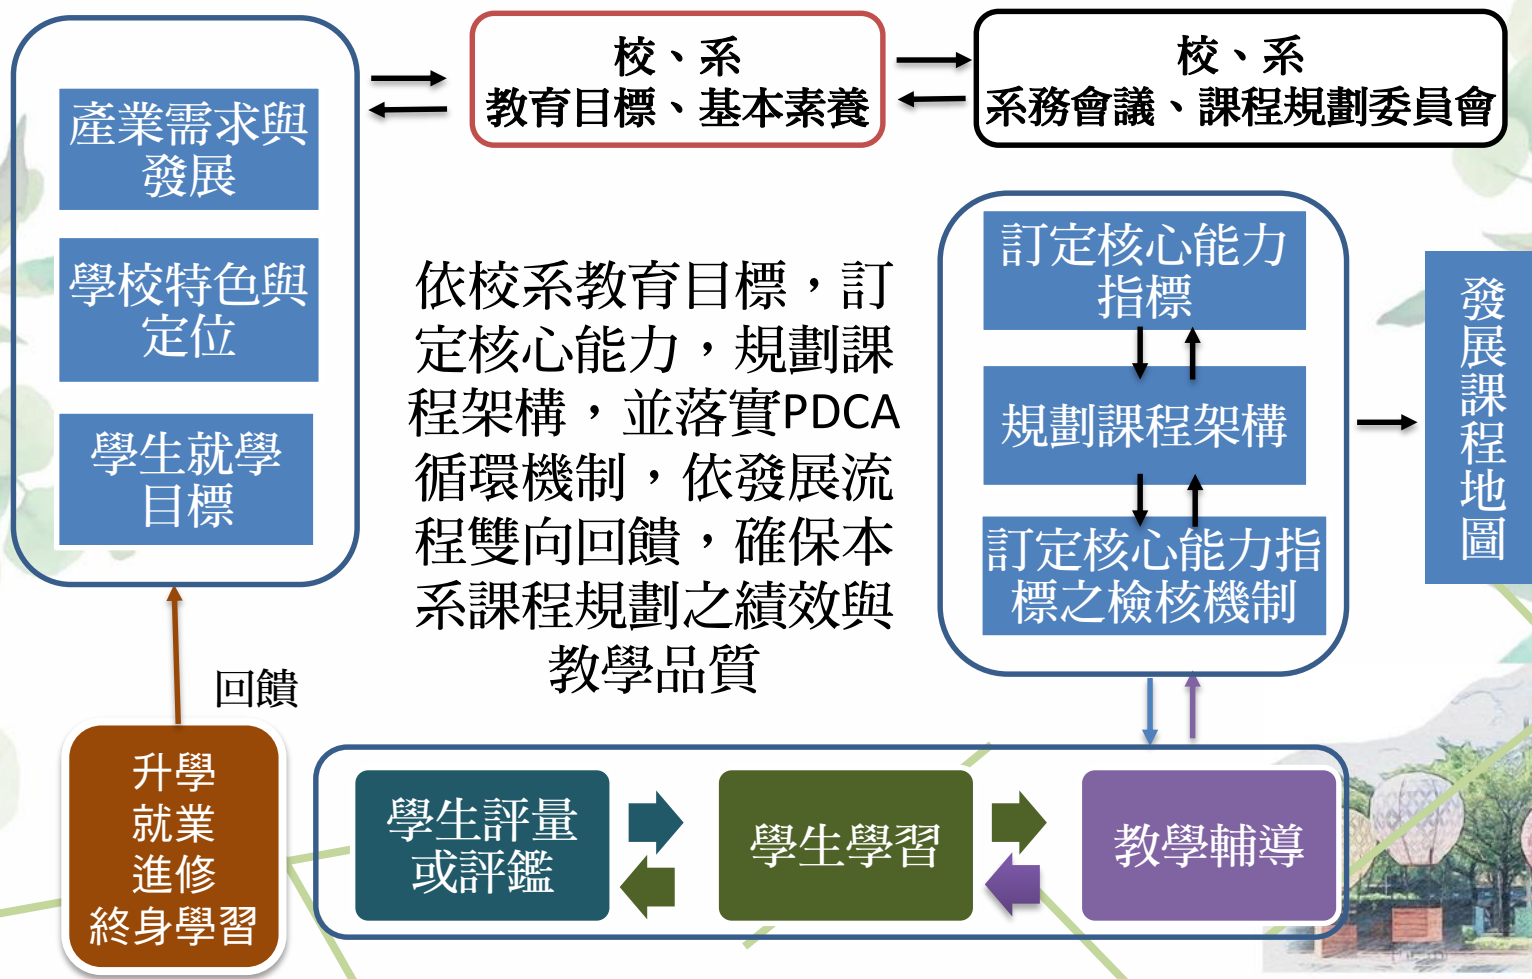 產業需求與
發展
學校特色與
定位
學生就學
目標
校、系
教育目標、基本素養
校、系
系務會議、課程規劃委員會
依校系教育目標，訂
定核心能力，規劃課
程架構，並落實PDCA
循環機制，依發展流
程雙向回饋，確保本
系課程規劃之績效與
教學品質
訂定核心能力
指標
規劃課程架構
訂定核心能力指
標之檢核機制
發展課程地圖
回饋
升學
就業
進修
終身學習
學生評量
或評鑑
學生學習
教學輔導